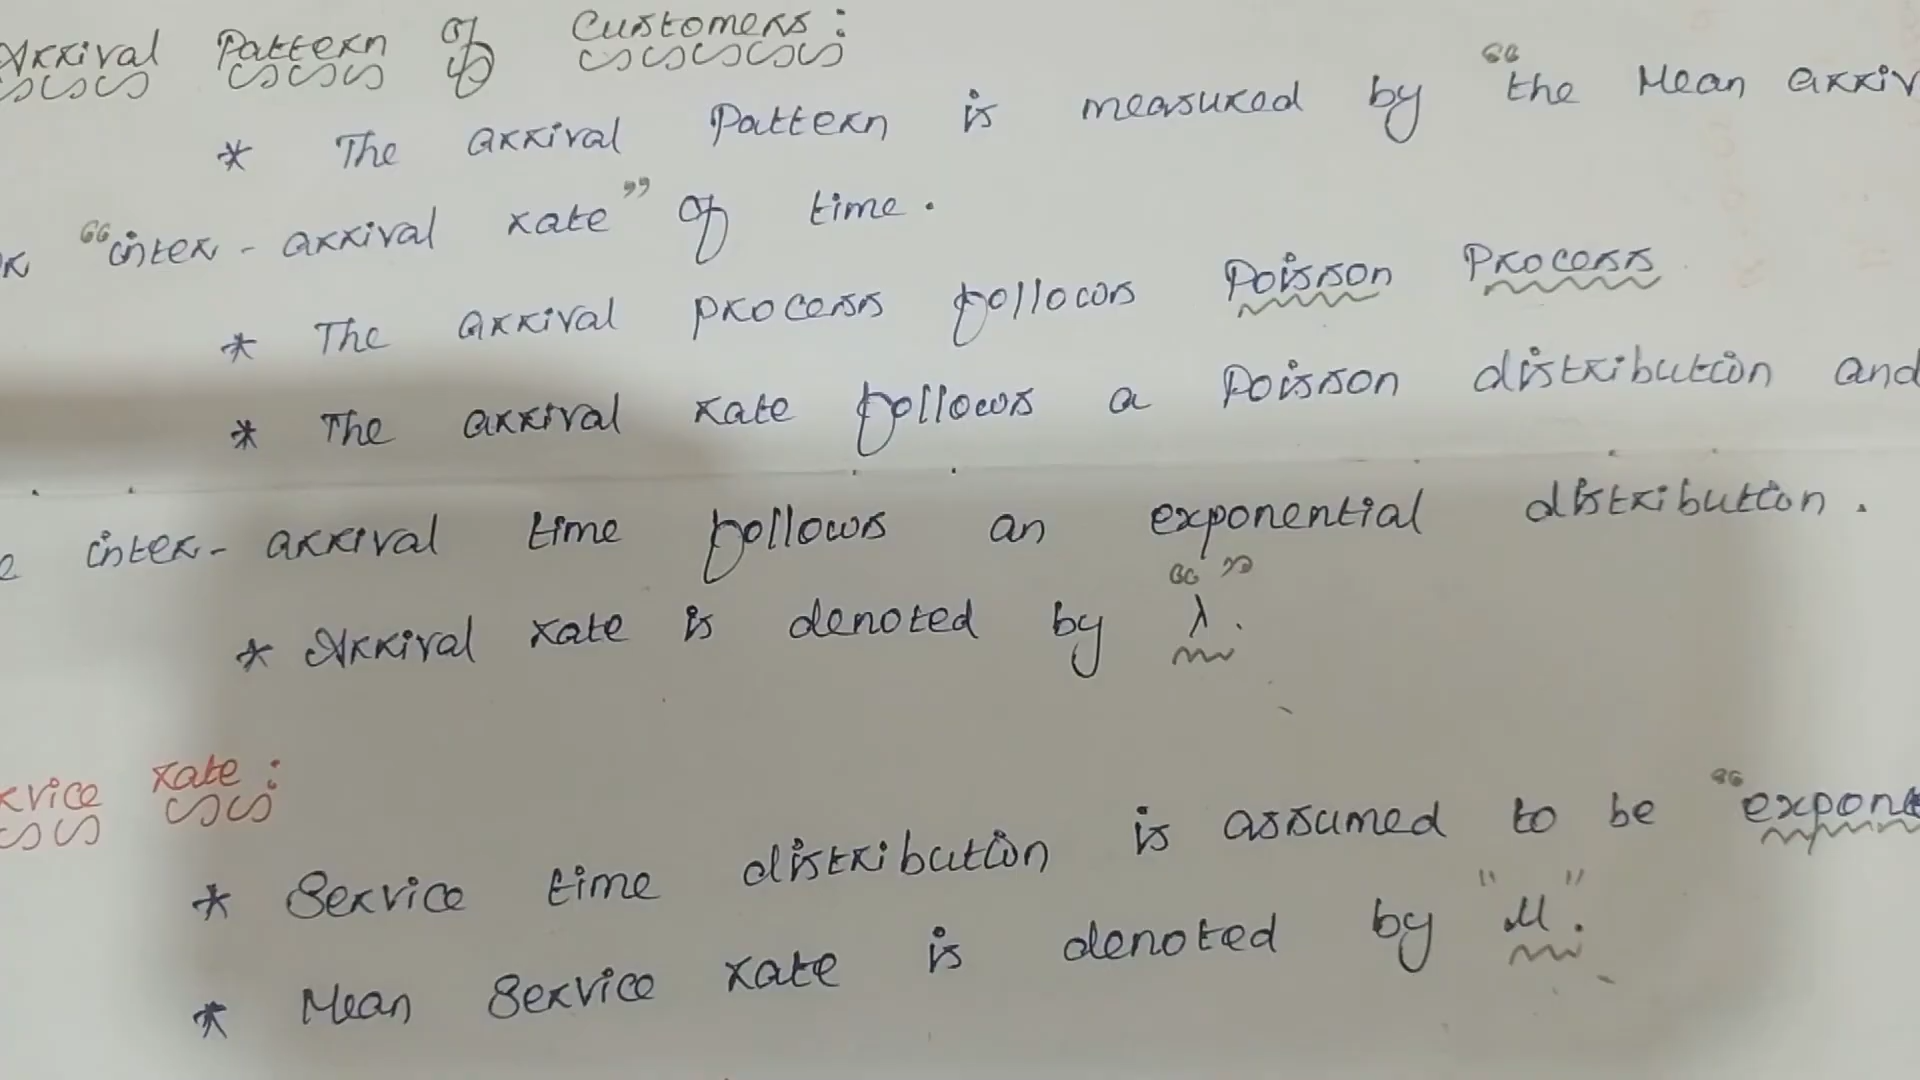 Arrival Pattern of Customers :
* The arrival Pattern is measured by "the Mean arriv
"inter - arrival rate" of time .
* The arrival process follows Poisson Process
* The arrival rate follows a Poisson distribution and
inter - arrival time follows an exponential distribution .
* Arrival rate is denoted by "λ" .
rvice rate :
* Service time distribution is assumed to be "expone
* Mean Service rate is denoted by "μ" .